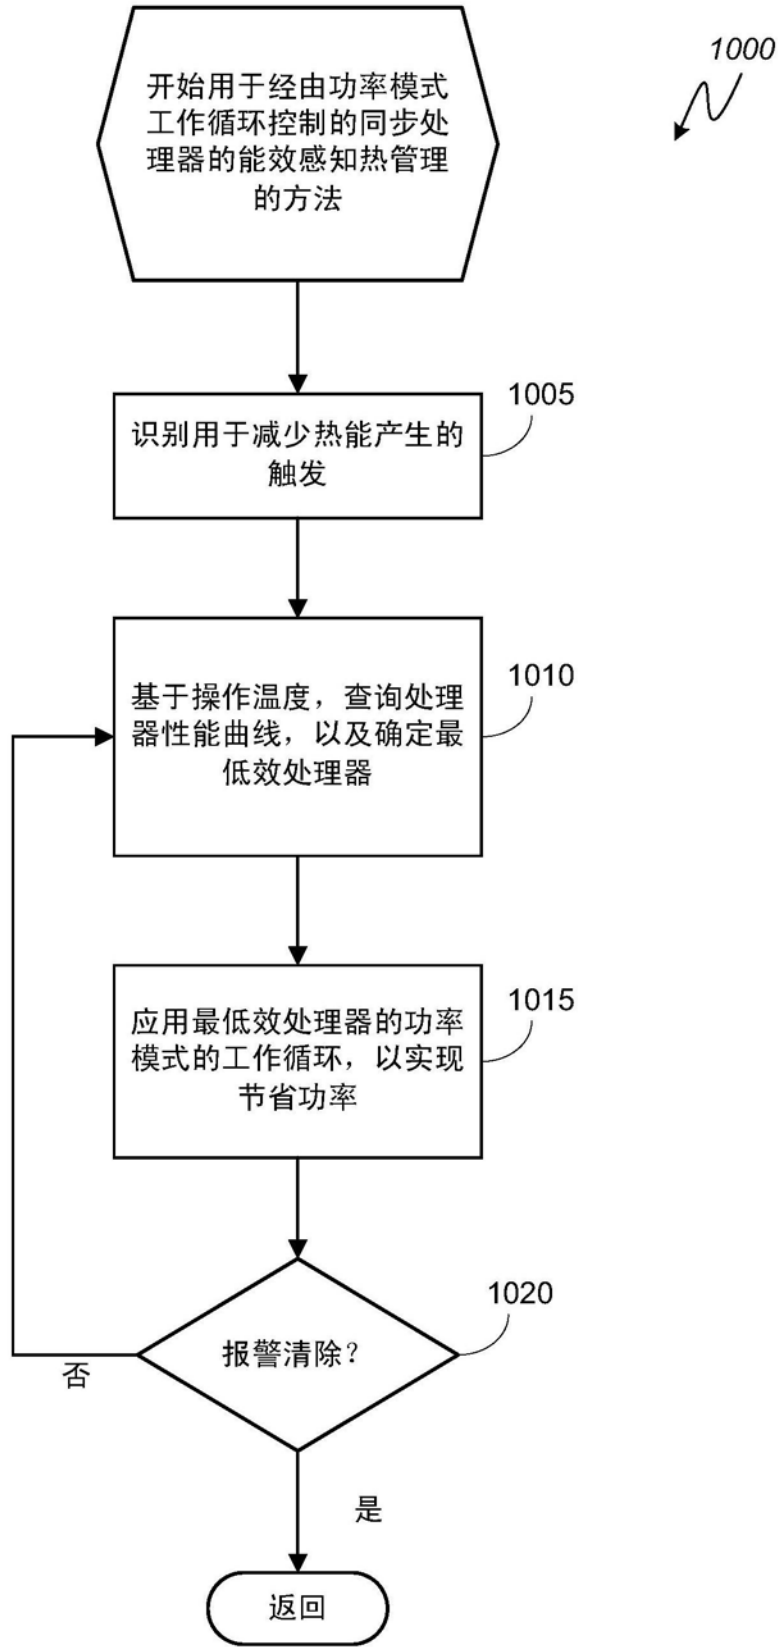 1000
开始用于经由功率模式
工作循环控制的同步处
理器的能效感知热管理
的方法
1005
识别用于减少热能产生的
触发
1010
基于操作温度，查询处理
器性能曲线，以及确定最
低效处理器
1015
应用最低效处理器的功率
模式的工作循环，以实现
节省功率
1020
报警清除？
否
是
返回